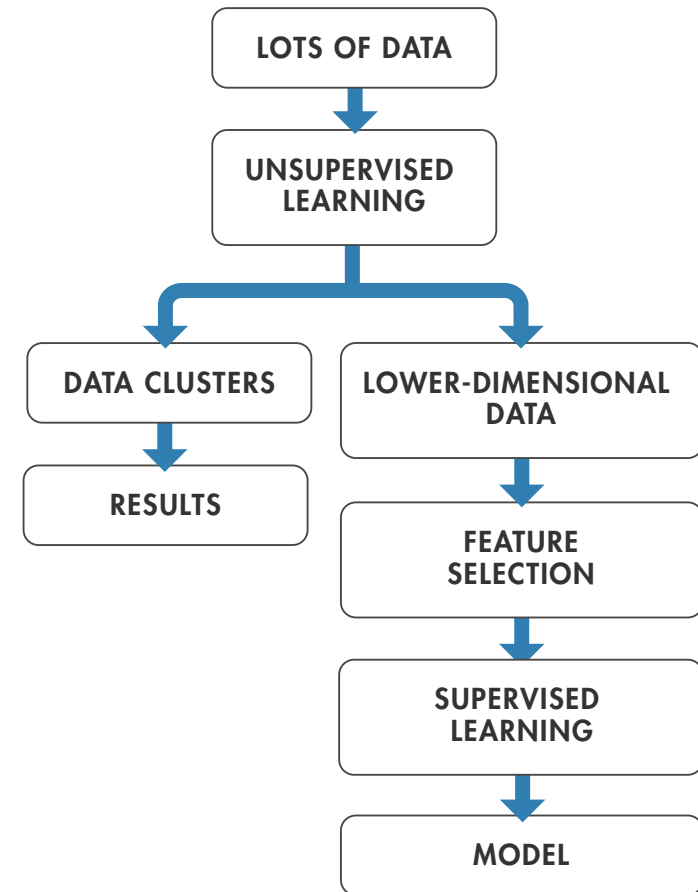 LOTS OF DATA
UNSUPERVISED
LEARNING
DATA CLUSTERS
RESULTS
LOWER-DIMENSIONAL
DATA
FEATURE
SELECTION
SUPERVISED
LEARNING
MODEL